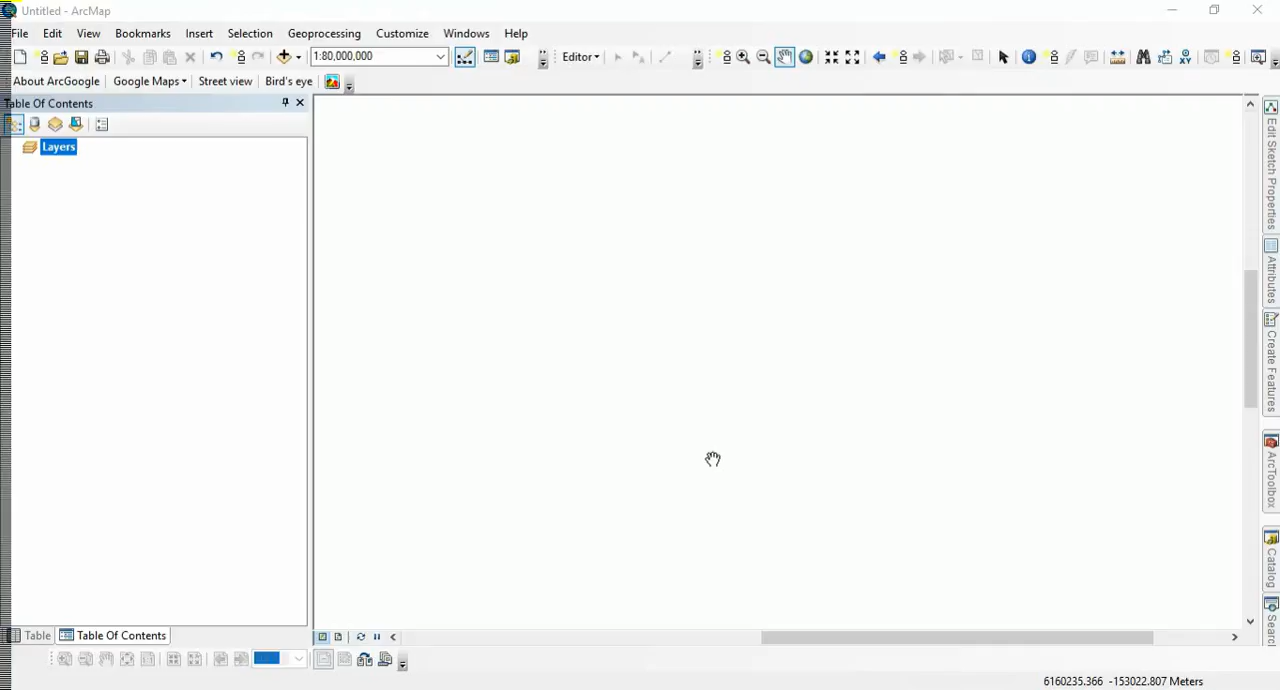 Untitled - ArcMap
File Edit View Bookmarks Insert Selection Geoprocessing Customize Windows Help
1:80,000,000 Editor
About ArcGoogle Google Maps Street view Bird's eye
Table Of Contents
Layers
Edit Sketch Properties
Attributes
Create Features
ArcToolbox
Catalog
Search
Table Table Of Contents
6160235.366 -153022.807 Meters